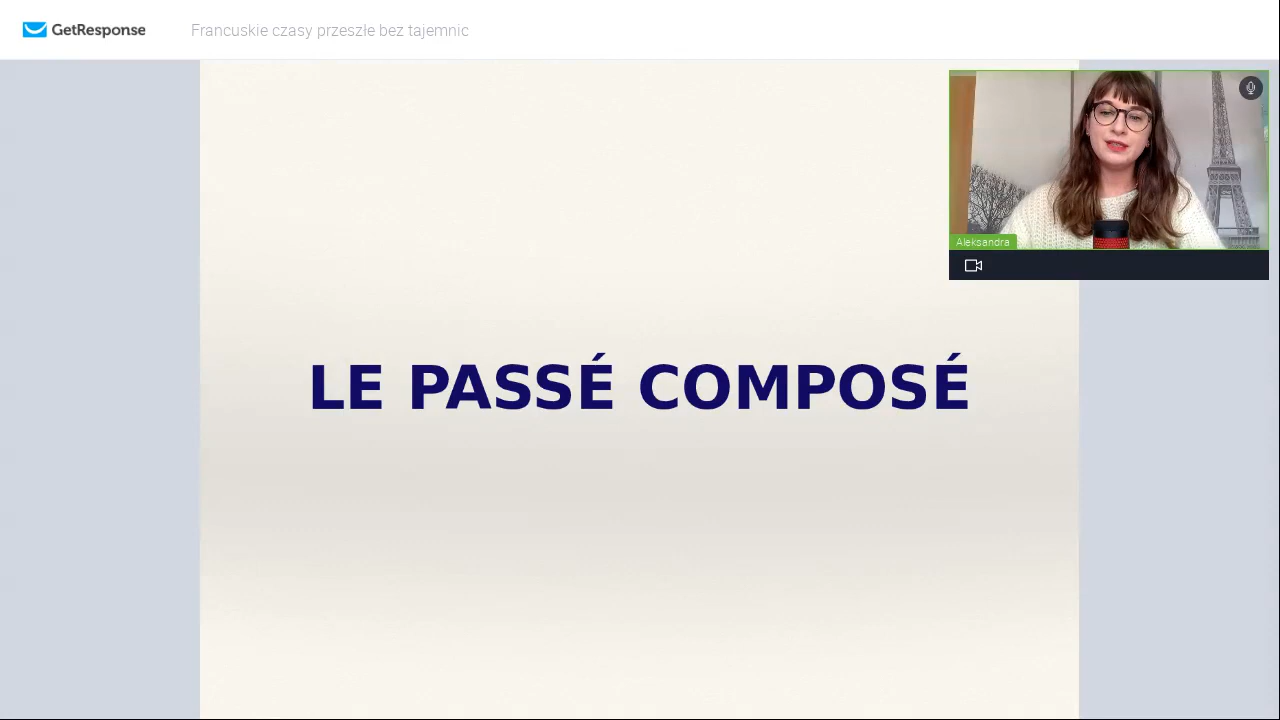 GetResponse
Francuskie czasy przeszłe bez tajemnic
Aleksandra
LE PASSÉ COMPOSÉ